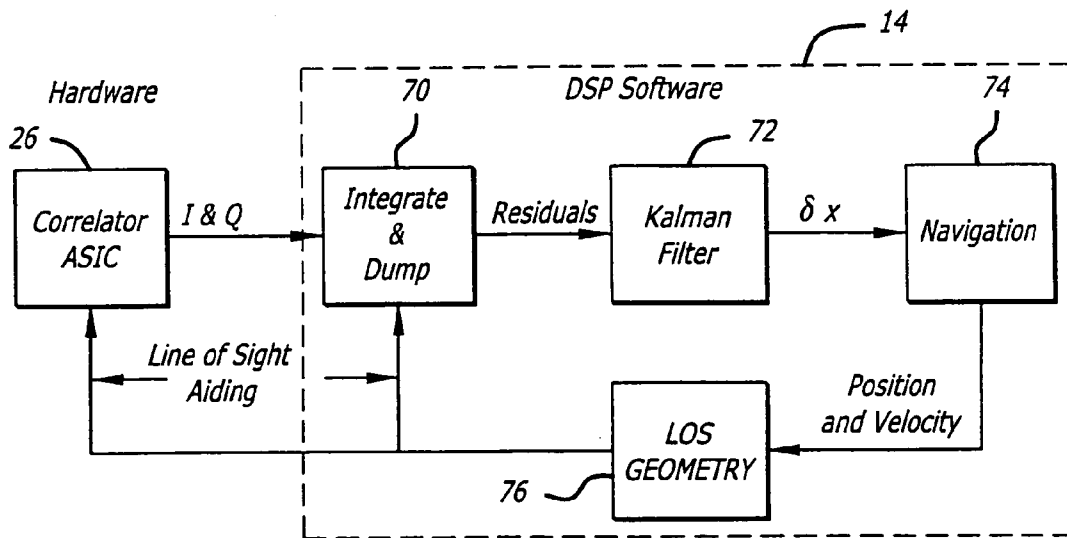 14
Hardware
70
DSP Software
74
26
72
Correlator
ASIC
I & Q
Integrate
&
Dump
Residuals
Kalman
Filter
δ x
Navigation
Line of Sight
Aiding
LOS
GEOMETRY
Position
and Velocity
76